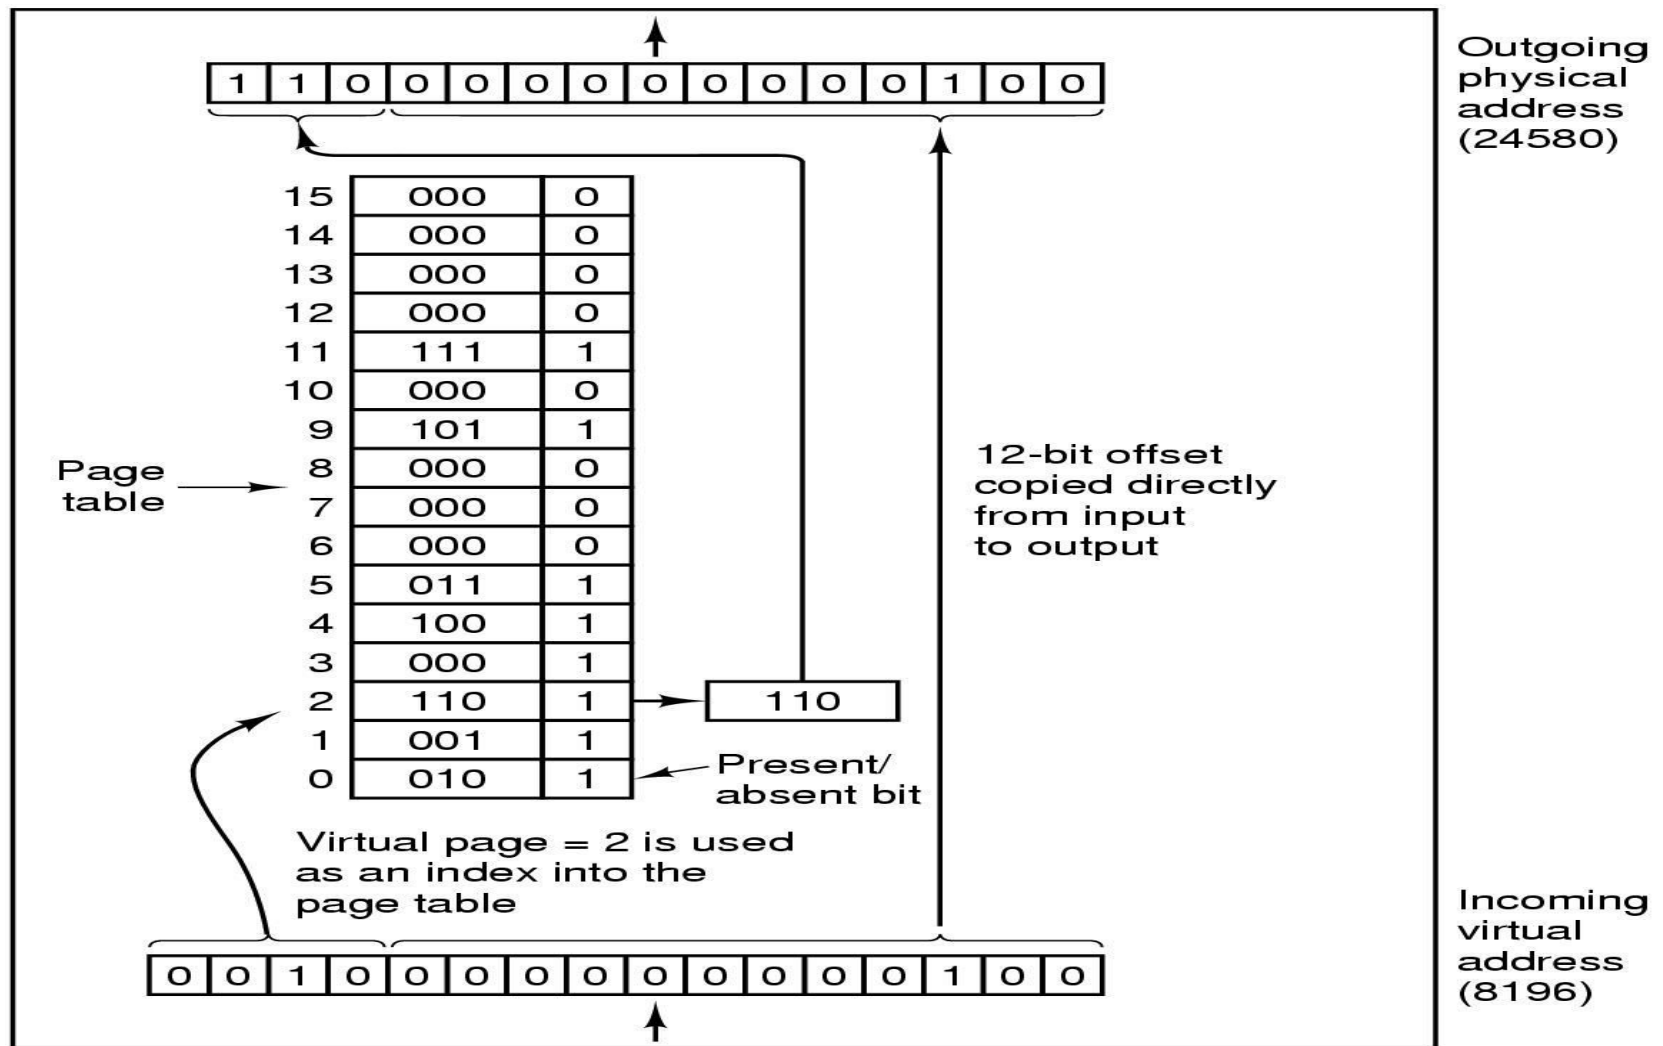 1 1 0 0 0 0 0 0 0 0 0 0 1 0 0
Outgoing
physical
address
(24580)
15 000 0
14 000 0
13 000 0
12 000 0
11 111 1
10 000 0
9 101 1
8 000 0
7 000 0
6 000 0
5 011 1
4 100 1
3 000 1
2 110 1
1 001 1
0 010 1
Page
table
110
12-bit offset
copied directly
from input
to output
Present/
absent bit
Virtual page = 2 is used
as an index into the
page table
0 0 1 0 0 0 0 0 0 0 0 0 0 1 0 0
Incoming
virtual
address
(8196)